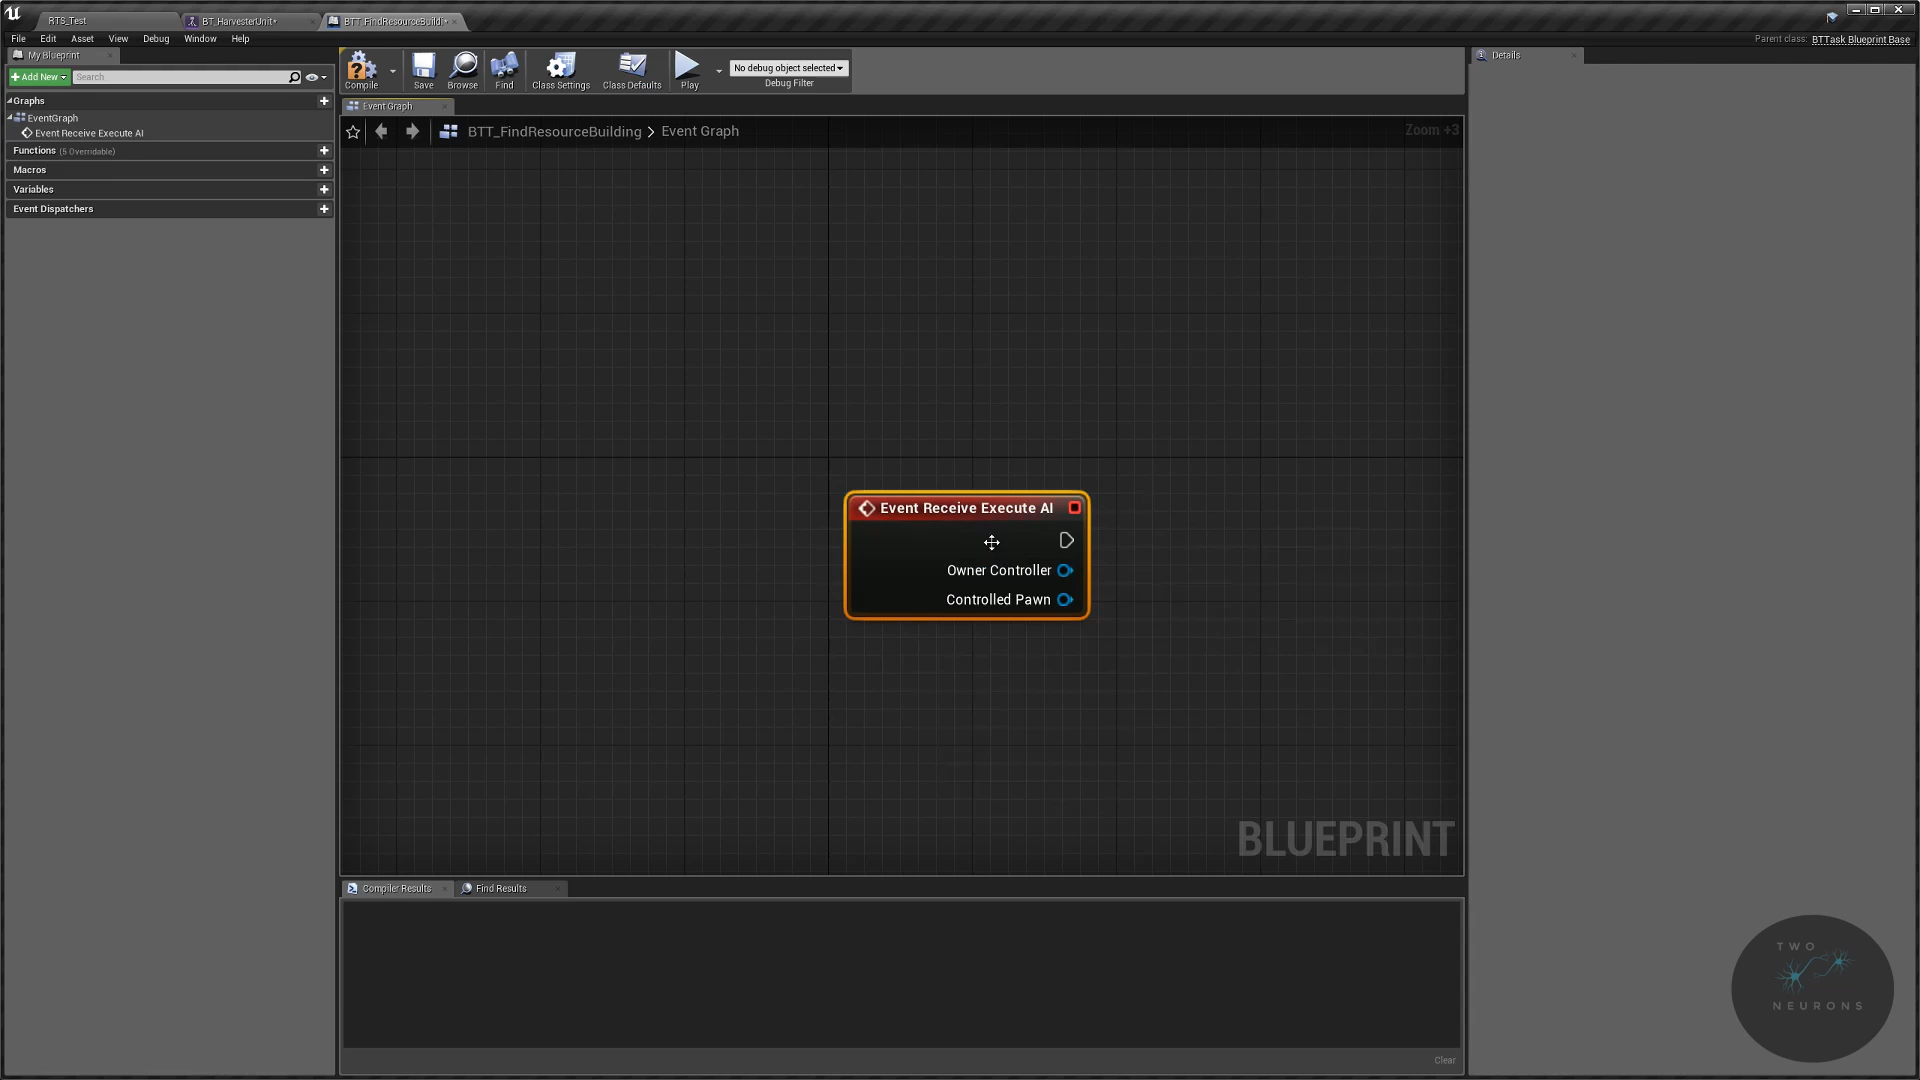 RTS_Test
BT_HarvesterUnit*
BTT_FindResourceBuildi*
File Edit Asset View Debug Window Help
Parent class: BTTask Blueprint Base
My Blueprint
Add New
Search
Graphs
EventGraph
Event Receive Execute AI
Functions (5 Overridable)
Macros
Variables
Event Dispatchers
Compile
Save
Browse
Find
Class Settings
Class Defaults
Play
No debug object selected
Debug Filter
Event Graph
BTT_FindResourceBuilding > Event Graph
Zoom +3
Event Receive Execute AI
Owner Controller
Controlled Pawn
BLUEPRINT
Compiler Results
Find Results
Clear
Details
TWO
NEURONS